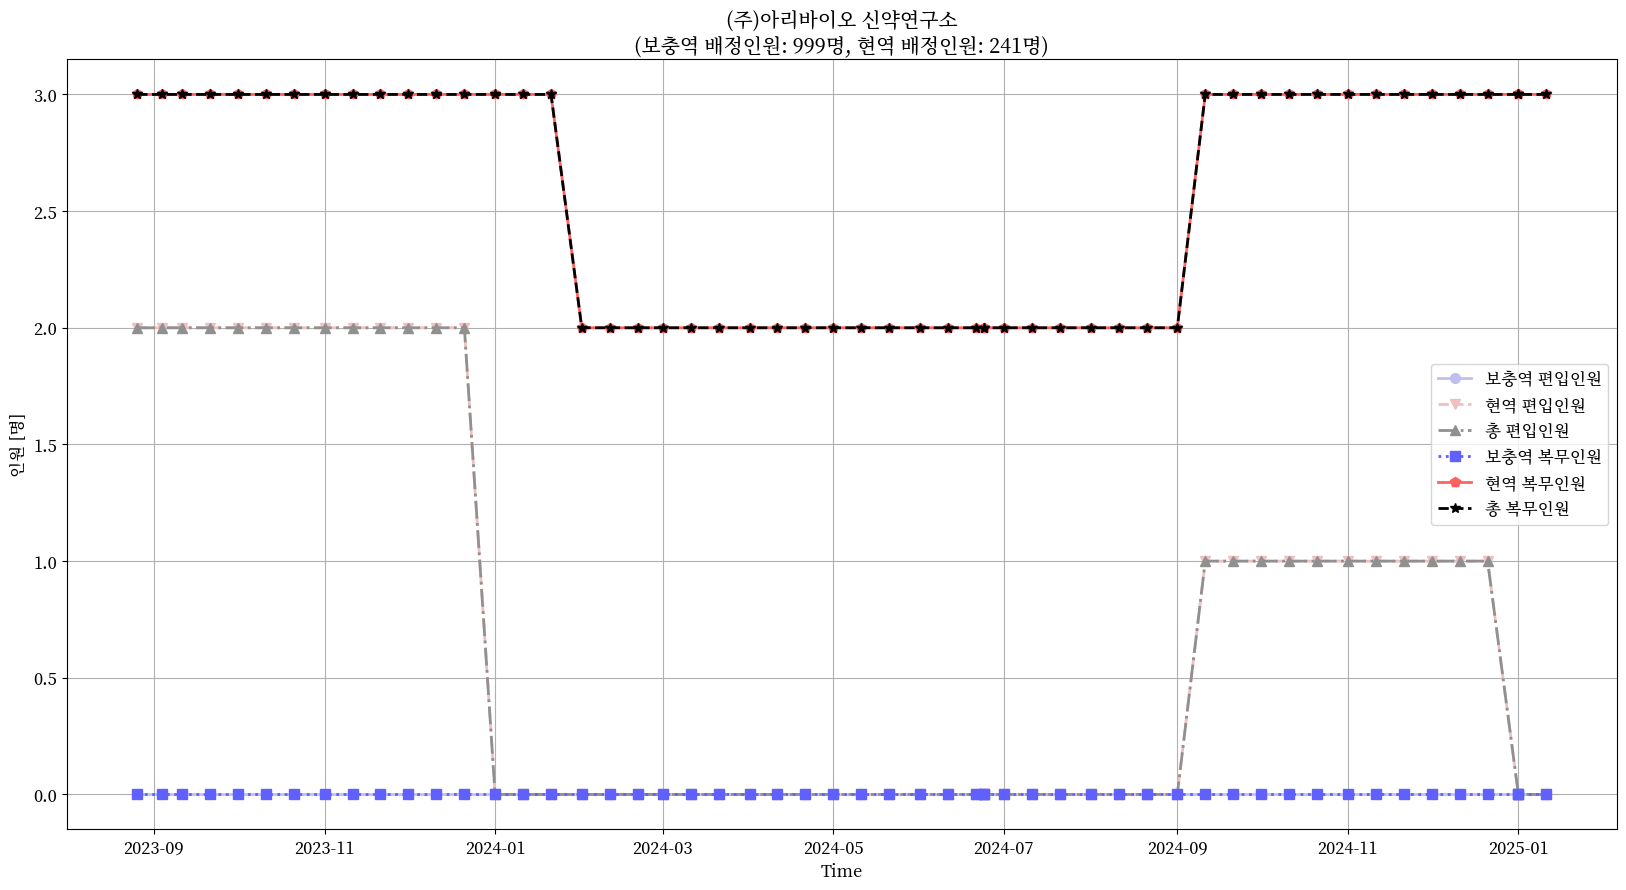 (주)아리바이오 신약연구소
(보충역 배정인원: 999명, 현역 배정인원: 241명)
3.0
2.5
2.0
1.5
1.0
0.5
0.0
인원 [명]
보충역 편입인원
현역 편입인원
총 편입인원
보충역 복무인원
현역 복무인원
총 복무인원
2023-09
2023-11
2024-01
2024-03
2024-05
2024-07
2024-09
2024-11
2025-01
Time